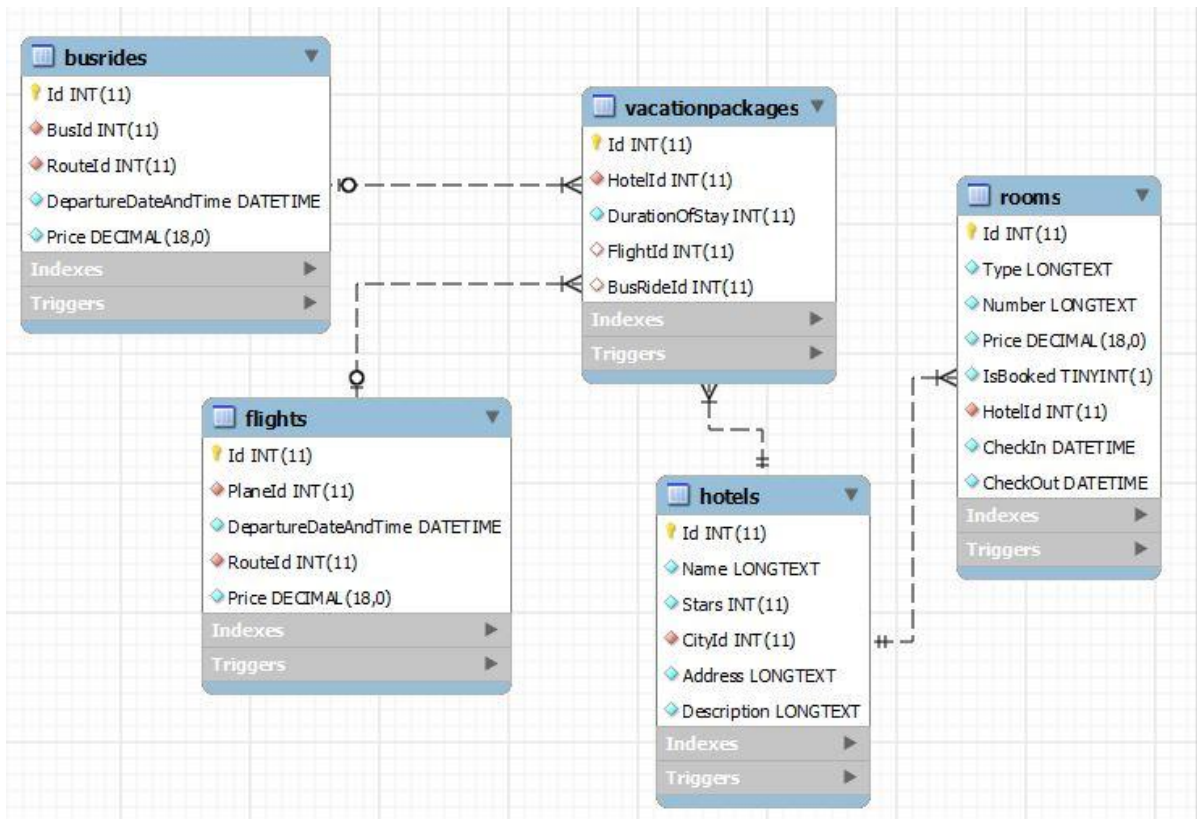 busrides
Id INT(11)
BusId INT(11)
RouteId INT(11)
DepartureDateAndTime DATETIME
Price DECIMAL(18,0)
Indexes
Triggers
vacationpackages
Id INT(11)
HotelId INT(11)
DurationOfStay INT(11)
FlightId INT(11)
BusRideId INT(11)
Indexes
Triggers
rooms
Id INT(11)
Type LONGTEXT
Number LONGTEXT
Price DECIMAL(18,0)
IsBooked TINYINT(1)
HotelId INT(11)
CheckIn DATETIME
CheckOut DATETIME
Indexes
Triggers
flights
Id INT(11)
PlaneId INT(11)
DepartureDateAndTime DATETIME
RouteId INT(11)
Price DECIMAL(18,0)
Indexes
Triggers
hotels
Id INT(11)
Name LONGTEXT
Stars INT(11)
CityId INT(11)
Address LONGTEXT
Description LONGTEXT
Indexes
Triggers